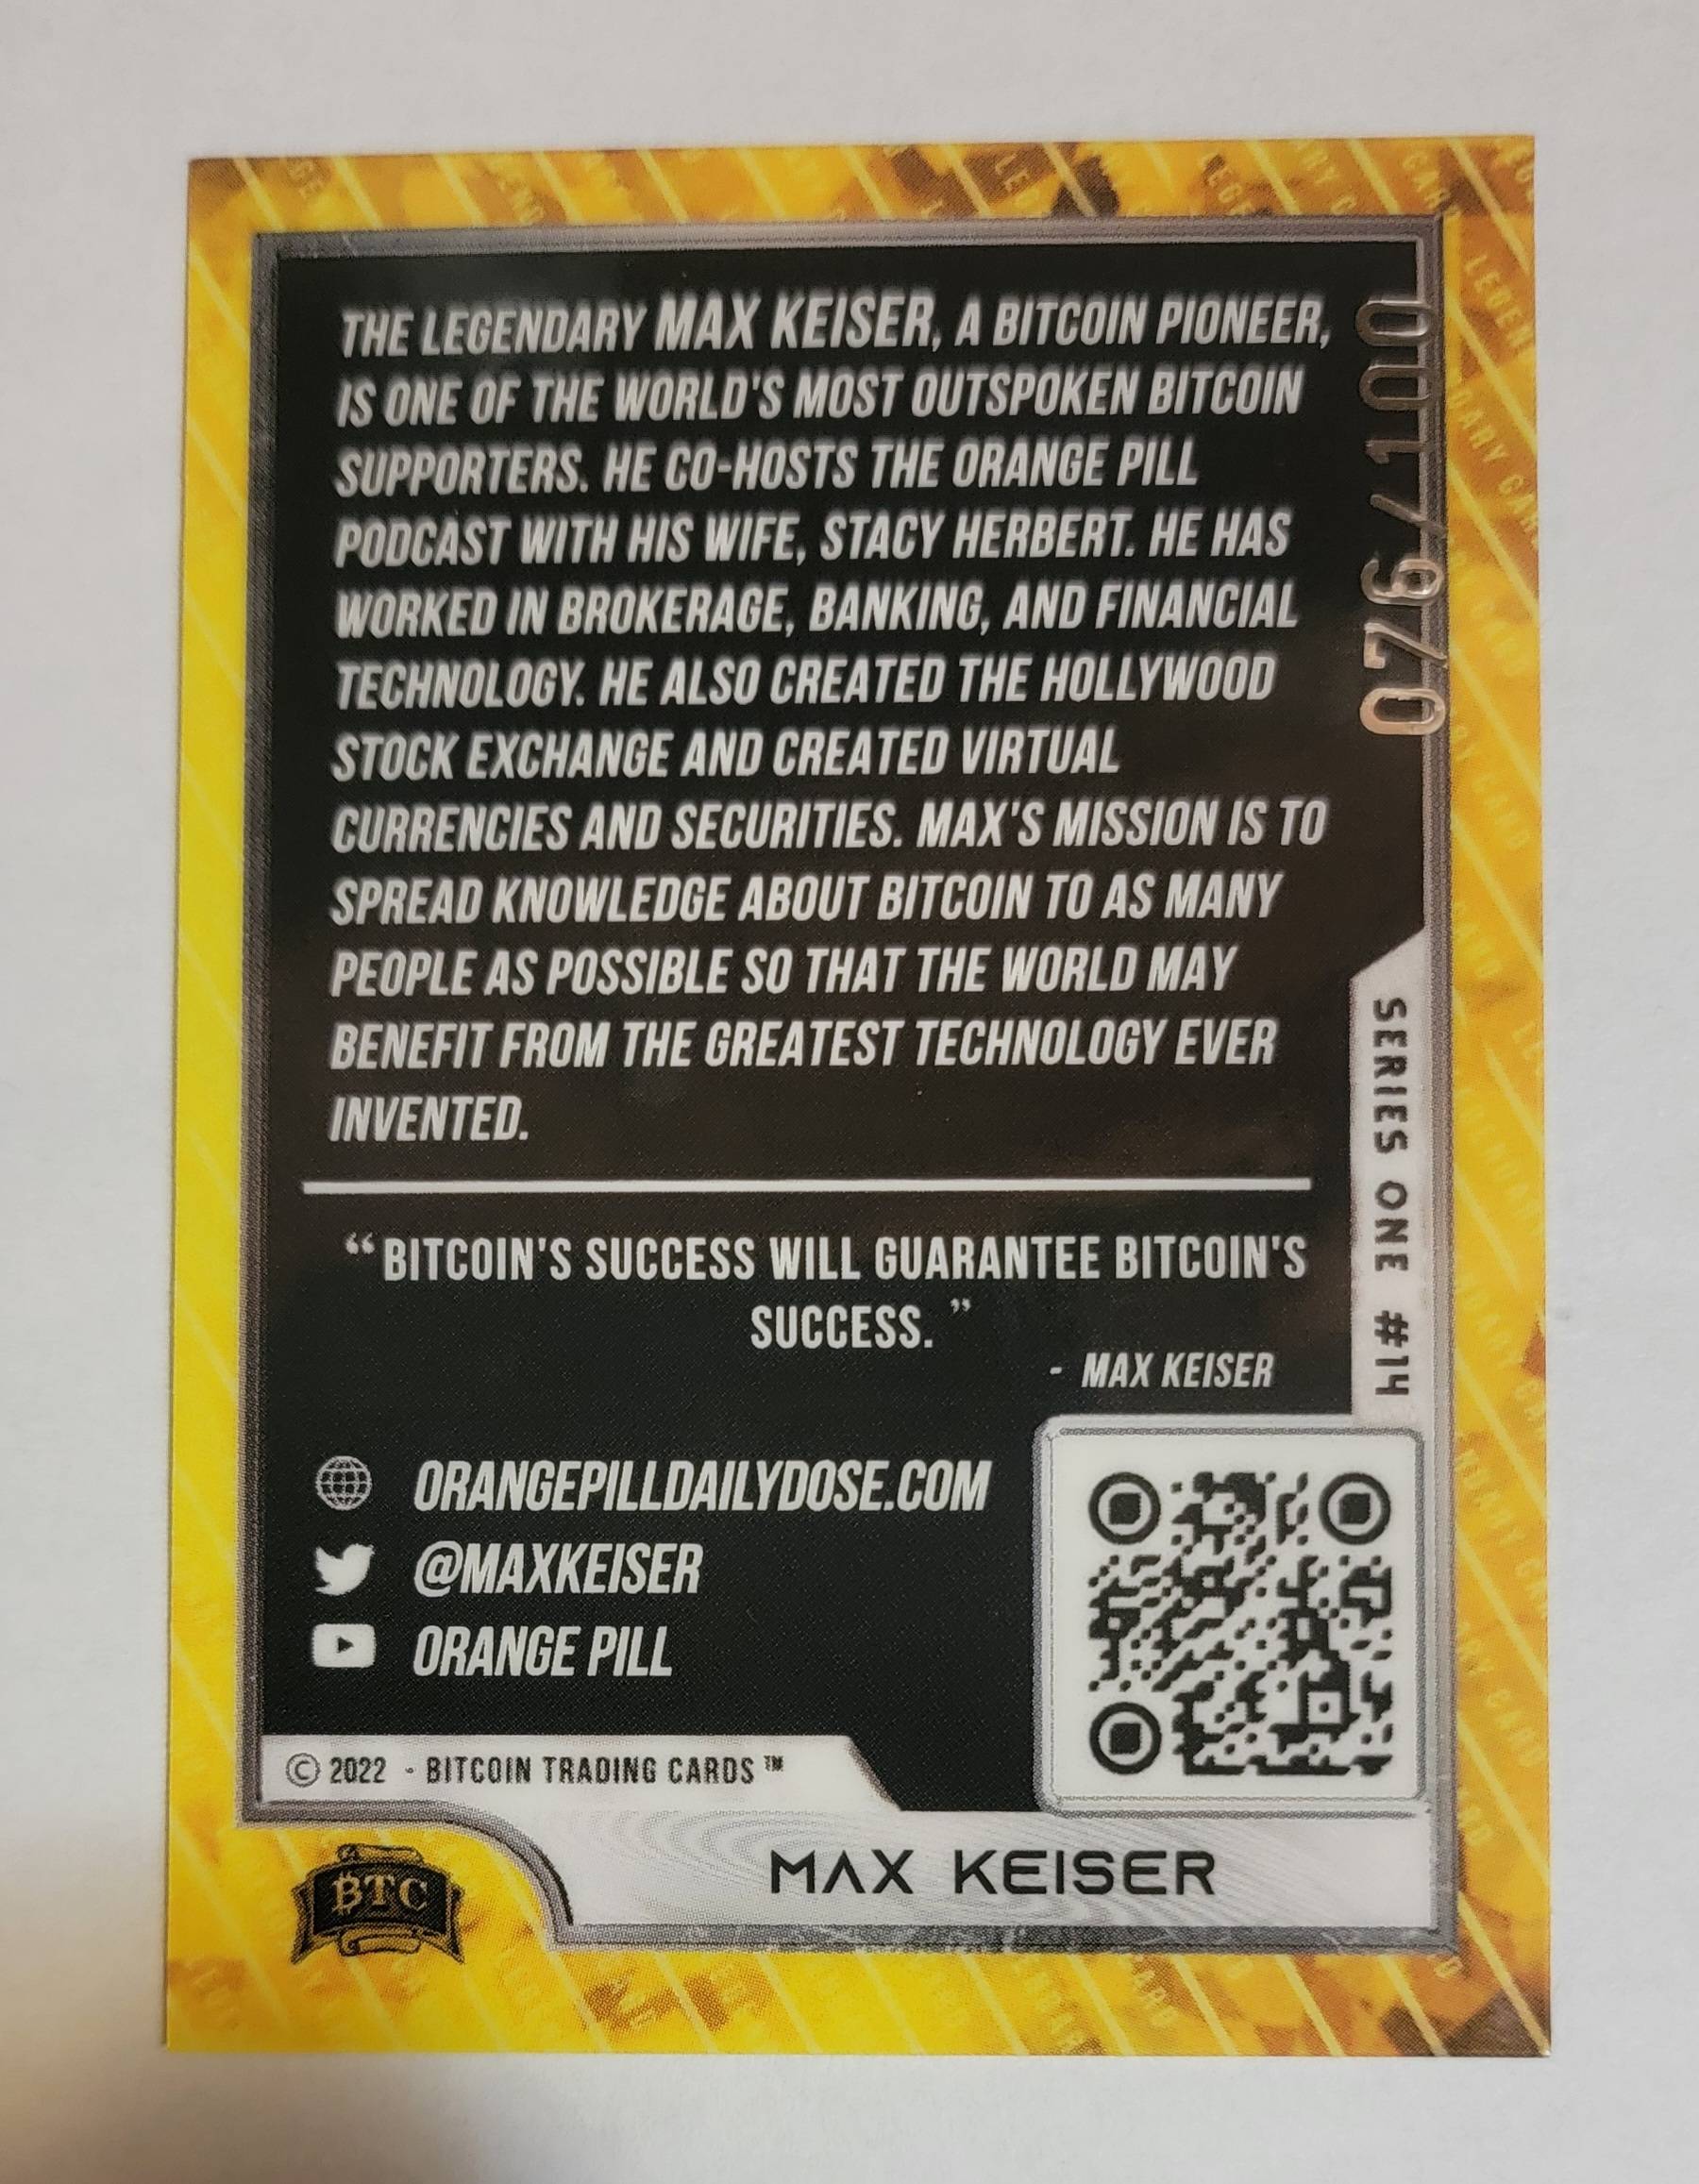 THE LEGENDARY MAX KEISER, A BITCOIN PIONEER,
IS ONE OF THE WORLD'S MOST OUTSPOKEN BITCOIN
SUPPORTERS. HE CO-HOSTS THE ORANGE PILL
PODCAST WITH HIS WIFE, STACY HERBERT. HE HAS
WORKED IN BROKERAGE, BANKING, AND FINANCIAL
TECHNOLOGY. HE ALSO CREATED THE HOLLYWOOD
STOCK EXCHANGE AND CREATED VIRTUAL
CURRENCIES AND SECURITIES. MAX'S MISSION IS TO
SPREAD KNOWLEDGE ABOUT BITCOIN TO AS MANY
PEOPLE AS POSSIBLE SO THAT THE WORLD MAY
BENEFIT FROM THE GREATEST TECHNOLOGY EVER
INVENTED.
076/100
SERIES ONE #14
“BITCOIN'S SUCCESS WILL GUARANTEE BITCOIN'S
SUCCESS.”
- MAX KEISER
ORANGEPILLDAILYDOSE.COM
@MAXKEISER
ORANGE PILL
© 2022 - BITCOIN TRADING CARDS™
BTC
MAX KEISER